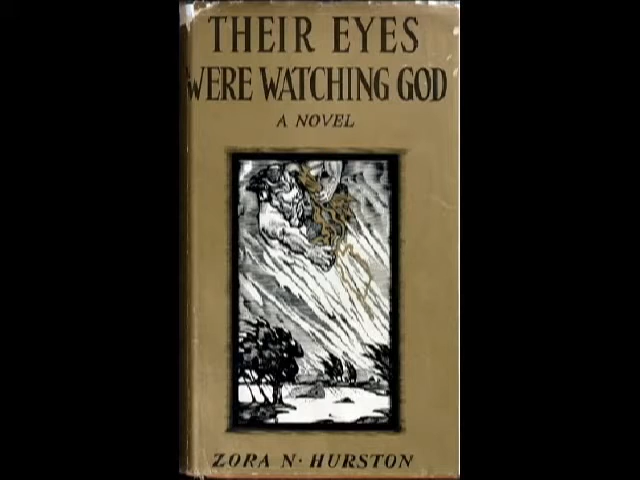 THEIR EYES
WERE WATCHING GOD
A NOVEL
ZORA N. HURSTON